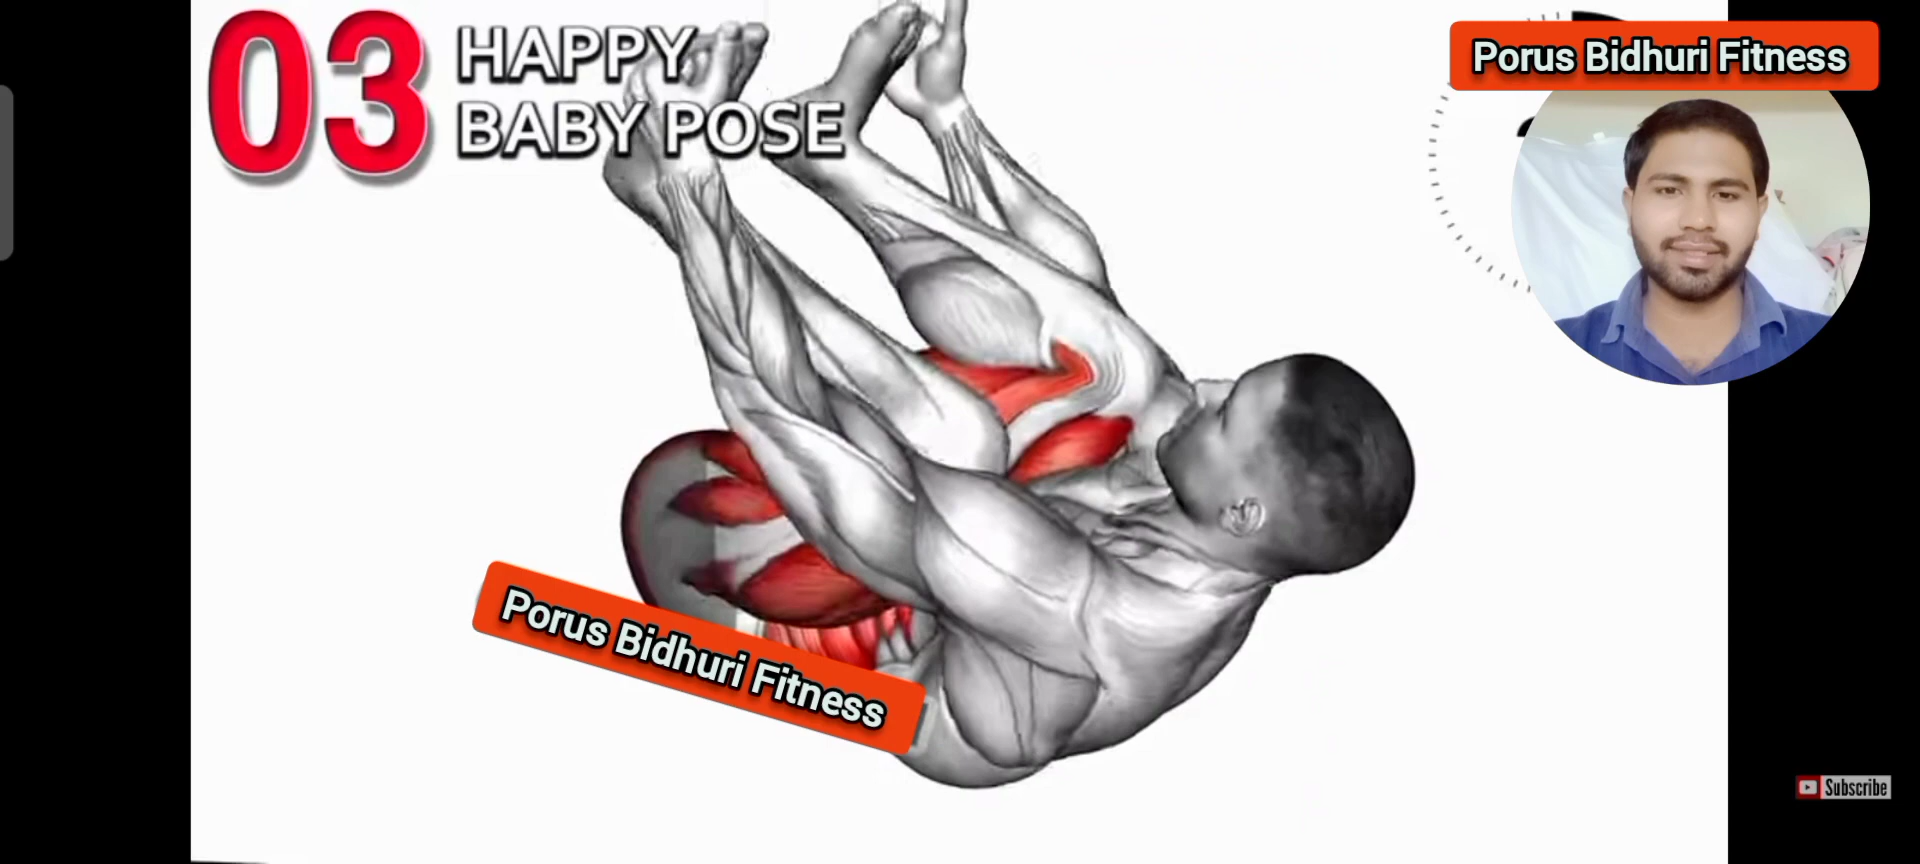 03
HAPPY
BABY POSE
Porus Bidhuri Fitness
Porus Bidhuri Fitness
Subscribe